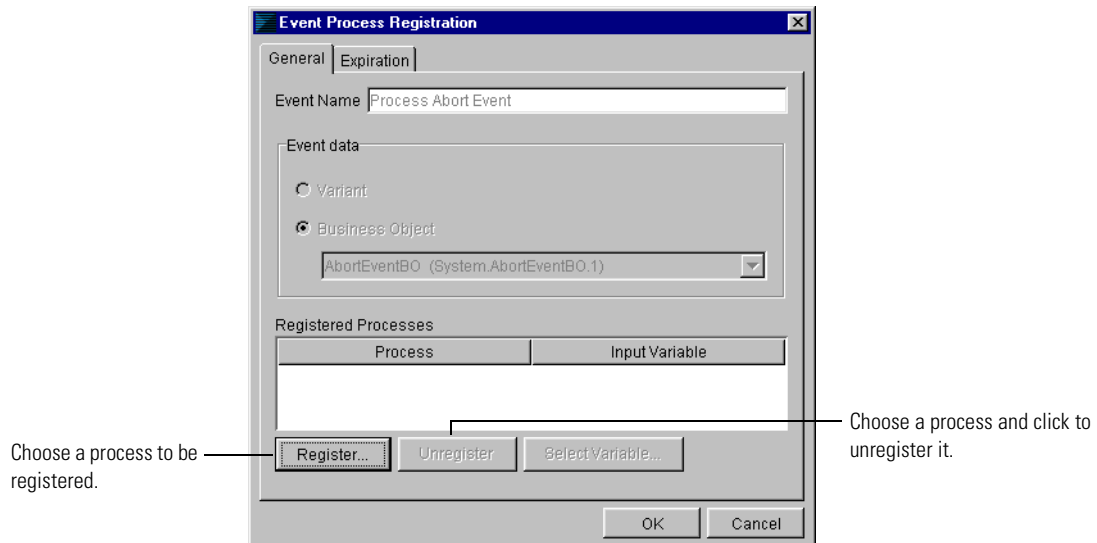 Event Process Registration
General
Expiration
Event Name
Process Abort Event
Event data
Variant
Business Object
AbortEventBO (System.AbortEventBO.1)
Registered Processes
Process
Input Variable
Register...
Unregister
Select Variable...
Choose a process to be
registered.
Choose a process and click to
unregister it.
OK
Cancel